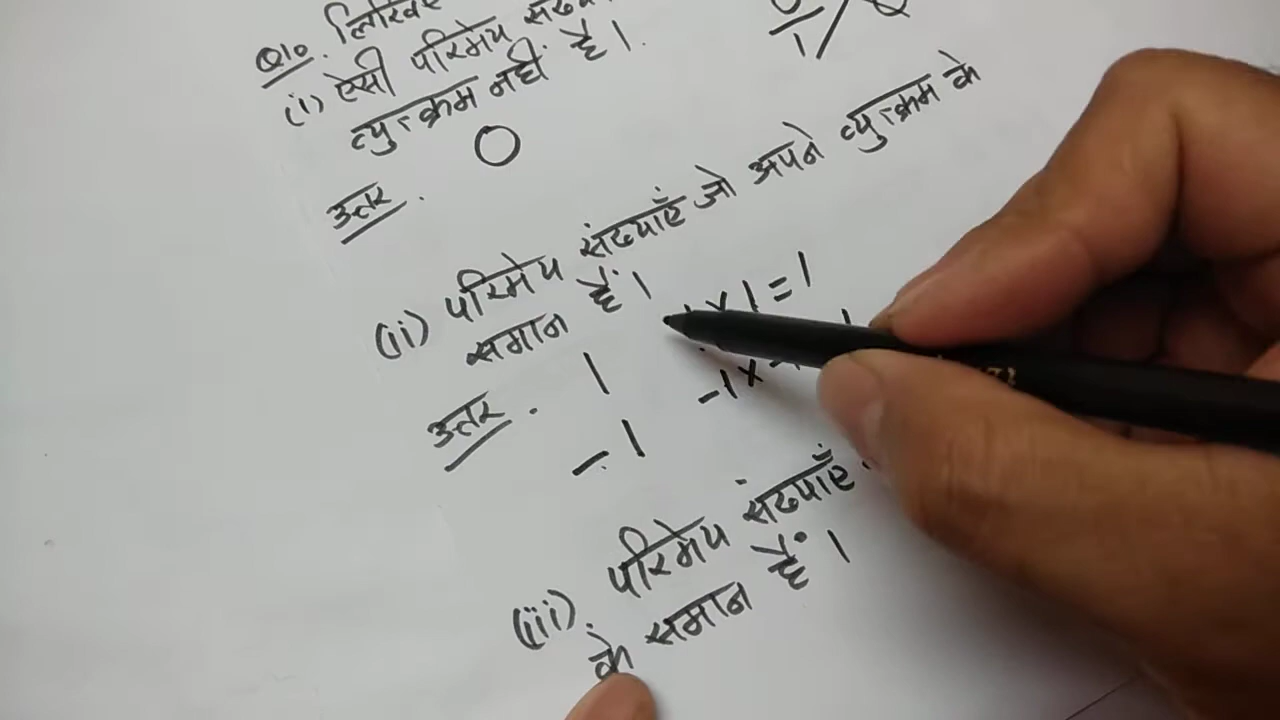 Q10. लिखिए
(i) ऐसी परिमेय
व्युत्क्रम नहीं है।
उत्तर. 0
(ii) परिमेय संख्याएँ जो अपने व्युत्क्रम के
समान हैं।
उत्तर. 1
-1
1 x 1 = 1
-1 x
(iii). परिमेय संख्याएँ
के समान हैं।